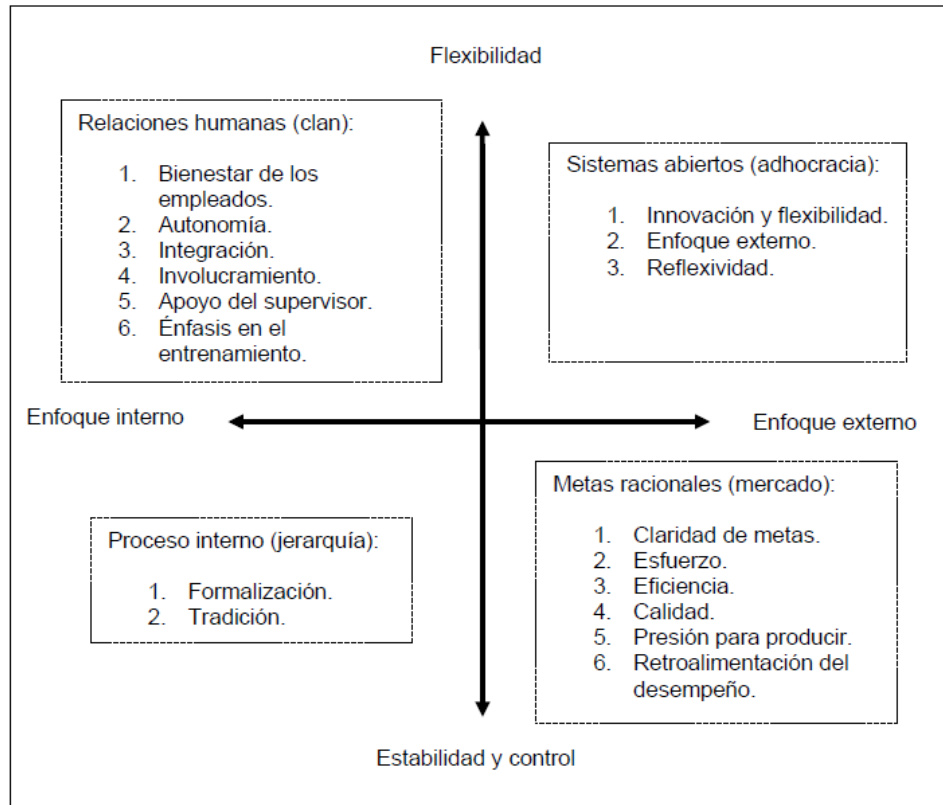 Flexibilidad
Relaciones humanas (clan):
1. Bienestar de los
empleados.
2. Autonomía.
3. Integración.
4. Involucramiento.
5. Apoyo del supervisor.
6. Énfasis en el
entrenamiento.
Sistemas abiertos (adhocracia):
1. Innovación y flexibilidad.
2. Enfoque externo.
3. Reflexividad.
Enfoque interno
Enfoque externo
Proceso interno (jerarquía):
1. Formalización.
2. Tradición.
Metas racionales (mercado):
1. Claridad de metas.
2. Esfuerzo.
3. Eficiencia.
4. Calidad.
5. Presión para producir.
6. Retroalimentación del
desempeño.
Estabilidad y control